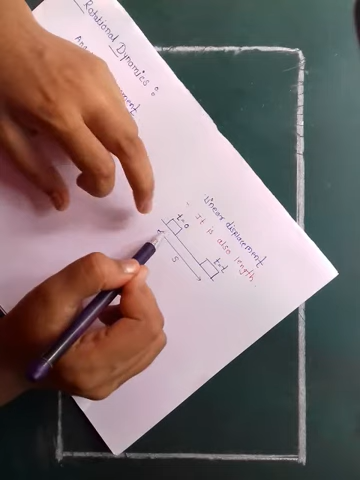 Rotational Dynamics :
Linear displacement
It is also length.
t=0
t=t
S